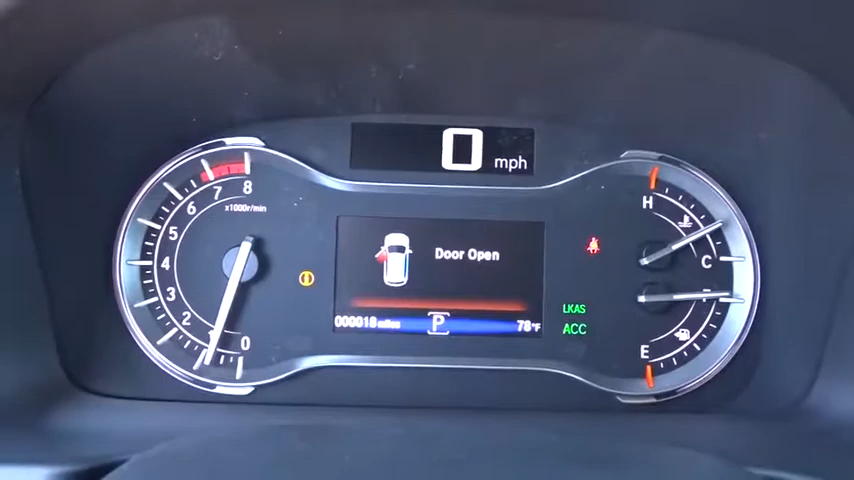 0 mph
8
7
6
5
4
3
2
0
x1000r/min
Door Open
000018 miles
P
78°F
LKAS
ACC
H
C
E